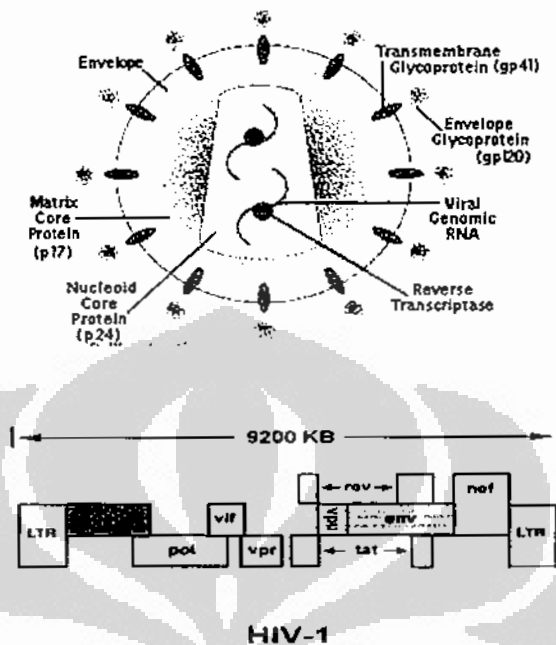 Envelope
Transmembrane
Glycoprotein (gp41)
Envelope
Glycoprotein
(gp120)
Matrix
Core
Protein
(p17)
Viral
Genomic
RNA
Nucleoid
Core
Protein
(p24)
Reverse
Transcriptase
9200 KB
LTR
pol
vif
vpr
rev
vpu
env
tat
nef
LTR
HIV-1